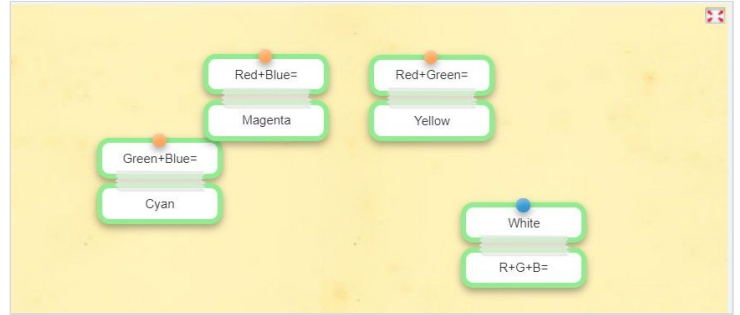 Red+Blue=
Magenta
Red+Green=
Yellow
Green+Blue=
Cyan
White
R+G+B=